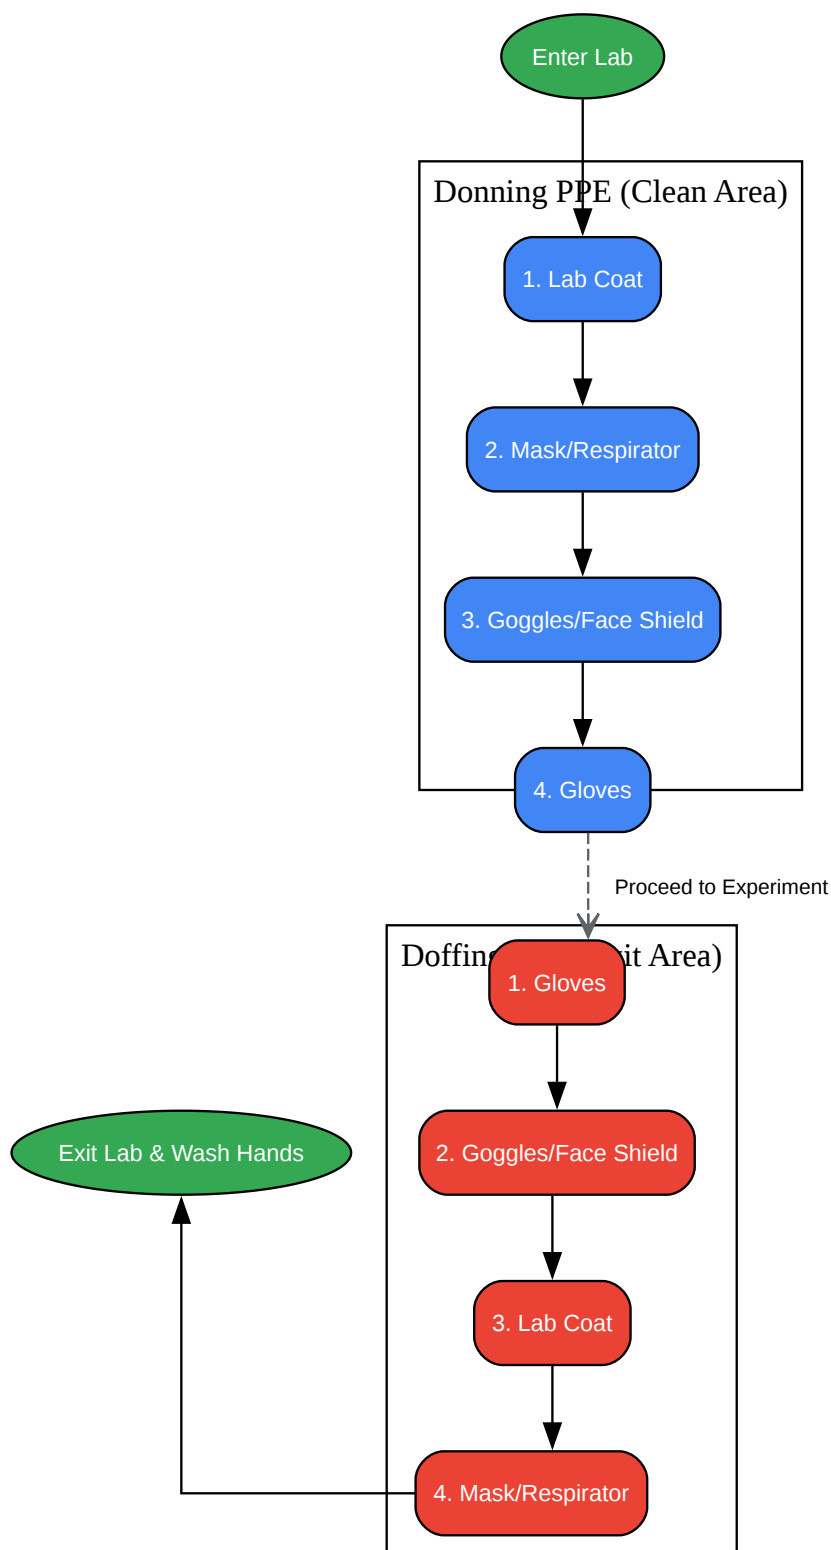 Enter Lab
Donning PPE (Clean Area)
1. Lab Coat
2. Mask/Respirator
3. Goggles/Face Shield
4. Gloves
Proceed to Experiment
Doffing it Area)
1. Gloves
2. Goggles/Face Shield
Exit Lab & Wash Hands
3. Lab Coat
4. Mask/Respirator